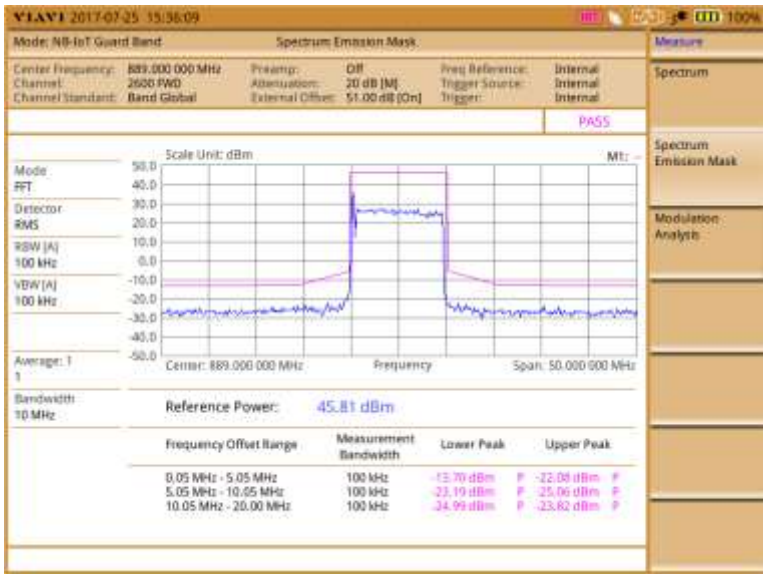 VIAVI 2017-07-25 15:36:09
100%
Mode: NB-IoT Guard Band
Spectrum Emission Mask
Measure
Center Frequency: 889.000 000 MHz
Channel: 2600 FWD
Channel Standard: Band Global
Preamp: Off
Attenuation: 20 dB [M]
External Offset: 51.00 dB [On]
Freq Reference: Internal
Trigger Source: Internal
Trigger: Internal
Spectrum
PASS
Spectrum
Emission Mask
Modulation
Analysis
Mode
FFT
Detector
RMS
RBW [A]
100 kHz
VBW [A]
100 kHz
Average: 1
1
Bandwidth
10 MHz
Scale Unit: dBm
M1: --
50.0
40.0
30.0
20.0
10.0
0.0
-10.0
-20.0
-30.0
-40.0
-50.0
Center: 889.000 000 MHz
Frequency
Span: 50.000 000 MHz
Reference Power: 45.81 dBm
Frequency Offset Range
Measurement
Bandwidth
Lower Peak
Upper Peak
0.05 MHz - 5.05 MHz 100 kHz -13.70 dBm P -22.08 dBm P
5.05 MHz - 10.05 MHz 100 kHz -23.19 dBm P -25.06 dBm P
10.05 MHz - 20.00 MHz 100 kHz -24.99 dBm P -23.82 dBm P